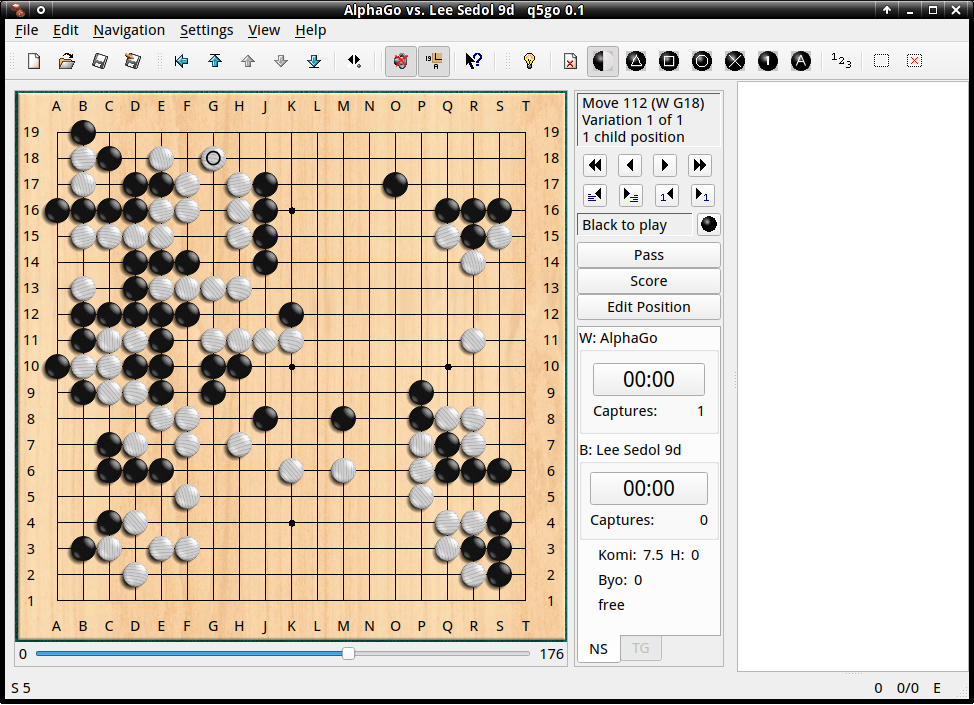 AlphaGo vs. Lee Sedol 9d   q5go 0.1
File Edit Navigation Settings View Help
A B C D E F G H J K L M N O P Q R S T
19 19
18 18
17 17
16 16
15 15
14 14
13 13
12 12
11 11
10 10
9 9
8 8
7 7
6 6
5 5
4 4
3 3
2 2
1 1
A B C D E F G H J K L M N O P Q R S T
0 176
Move 112 (W G18)
Variation 1 of 1
1 child position
1 1
Black to play
Pass
Score
Edit Position
W: AlphaGo
00:00
Captures: 1
B: Lee Sedol 9d
00:00
Captures: 0
Komi: 7.5 H: 0
Byo: 0
free
NS TG
S 5
0 0/0 E